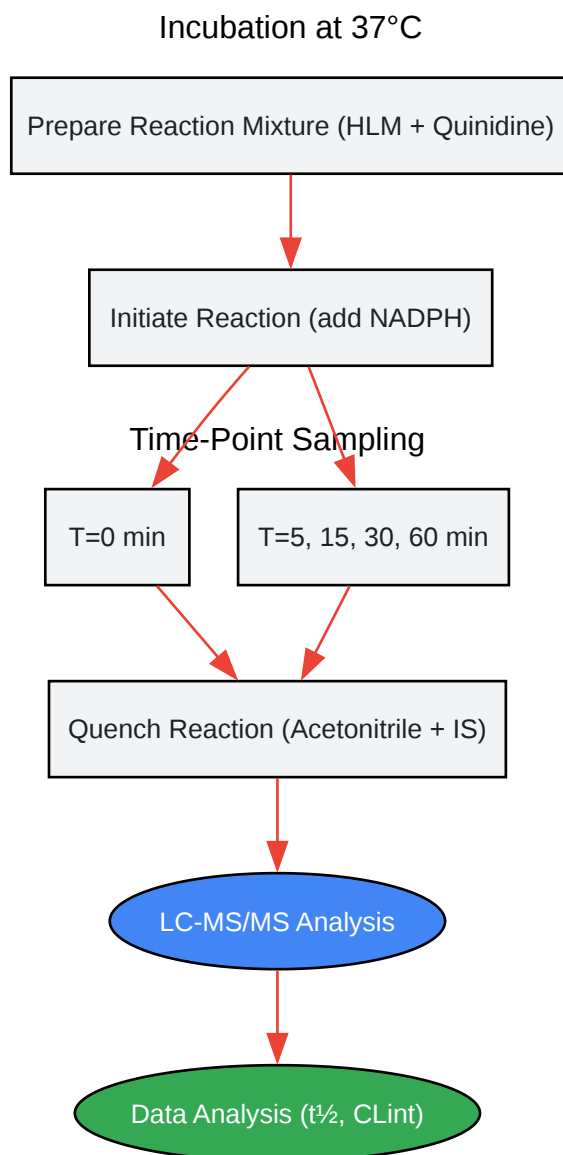 Incubation at 37°C
Prepare Reaction Mixture (HLM + Quinidine)
Initiate Reaction (add NADPH)
Time-Point Sampling
T=0 min
T=5, 15, 30, 60 min
Quench Reaction (Acetonitrile + IS)
LC-MS/MS Analysis
Data Analysis (t½, CLint)